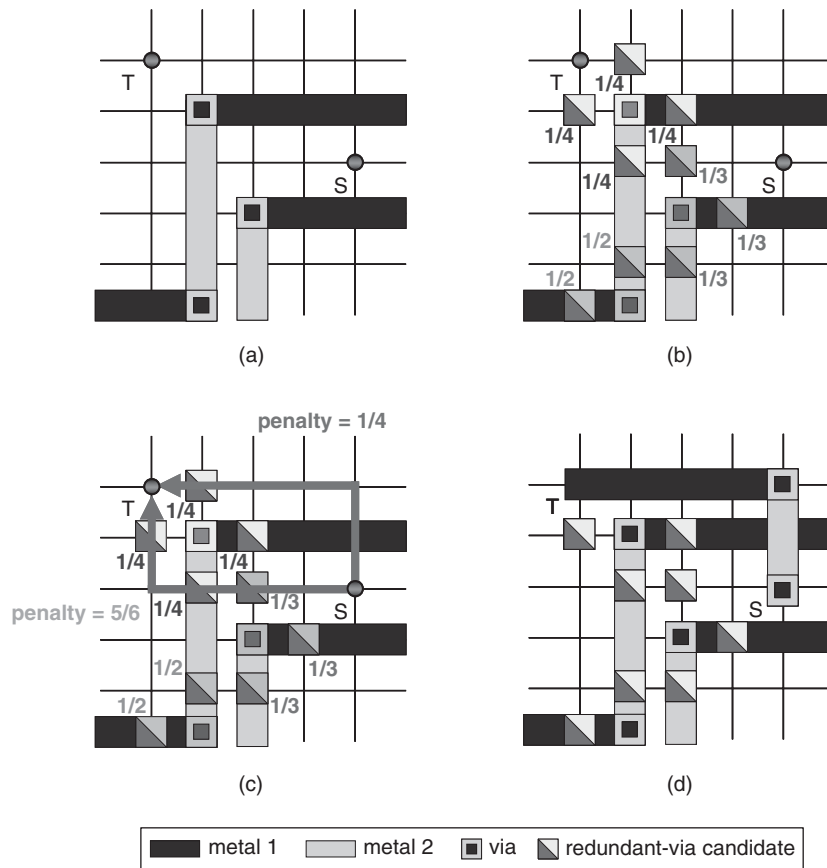 T
S
(a)
T
1/4
1/4
1/4
1/4
1/3
S
1/3
1/2
1/3
1/2
(b)
penalty = 1/4
T
1/4
1/4
1/4
1/4
1/3
S
penalty = 5/6
1/3
1/2
1/3
1/2
(c)
T
S
(d)
metal 1
metal 2
via
redundant-via candidate